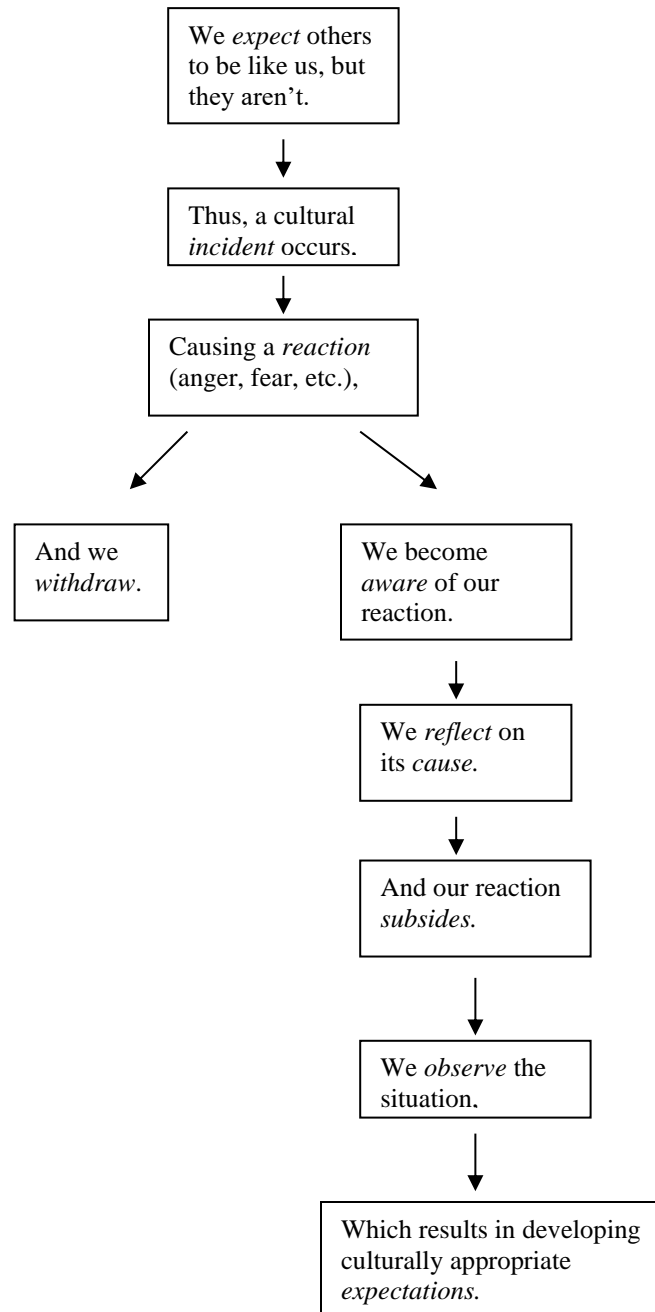 We expect others
to be like us, but
they aren't.
Thus, a cultural
incident occurs.
Causing a reaction
(anger, fear, etc.),
And we
withdraw.
We become
aware of our
reaction.
We reflect on
its cause.
And our reaction
subsides.
We observe the
situation,
Which results in developing
culturally appropriate
expectations.